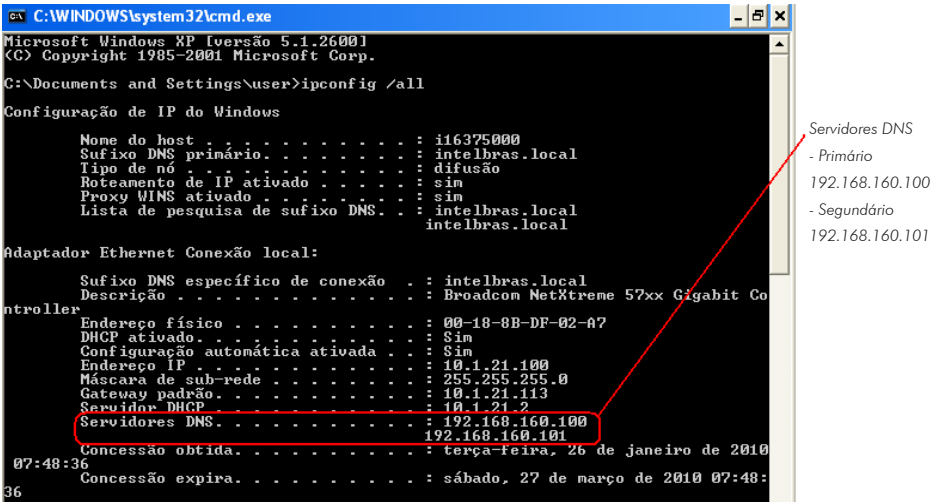 C:\WINDOWS\system32\cmd.exe
Microsoft Windows XP [versão 5.1.2600]
(C) Copyright 1985-2001 Microsoft Corp.
C:\Documents and Settings\user>ipconfig /all
Configuração de IP do Windows
Nome do host . . . . . . . . . . . : i16375000
Sufixo DNS primário. . . . . . . . : intelbras.local
Tipo de nó . . . . . . . . . . . . : difusão
Roteamento de IP ativado . . . . . : sim
Proxy WINS ativado . . . . . . . . : sim
Lista de pesquisa de sufixo DNS. . : intelbras.local
intelbras.local
Adaptador Ethernet Conexão local:
Sufixo DNS específico de conexão  . : intelbras.local
Descrição . . . . . . . . . . . . . : Broadcom NetXtreme 57xx Gigabit Co
ntroller
Endereço físico . . . . . . . . . . : 00-18-8B-DF-02-A7
DHCP ativado. . . . . . . . . . . . : Sim
Configuração automática ativada . . : Sim
Endereço IP . . . . . . . . . . . . : 10.1.21.100
Máscara de sub-rede . . . . . . . . : 255.255.255.0
Gateway padrão. . . . . . . . . . . : 10.1.21.113
Servidor DHCP . . . . . . . . . . . : 10.1.21.2
Servidores DNS. . . . . . . . . . . : 192.168.160.100
192.168.160.101
Concessão obtida. . . . . . . . . . : terça-feira, 26 de janeiro de 2010
07:48:36
Concessão expira. . . . . . . . . . : sábado, 27 de março de 2010 07:48:
36
Servidores DNS
- Primário
192.168.160.100
- Segundário
192.168.160.101